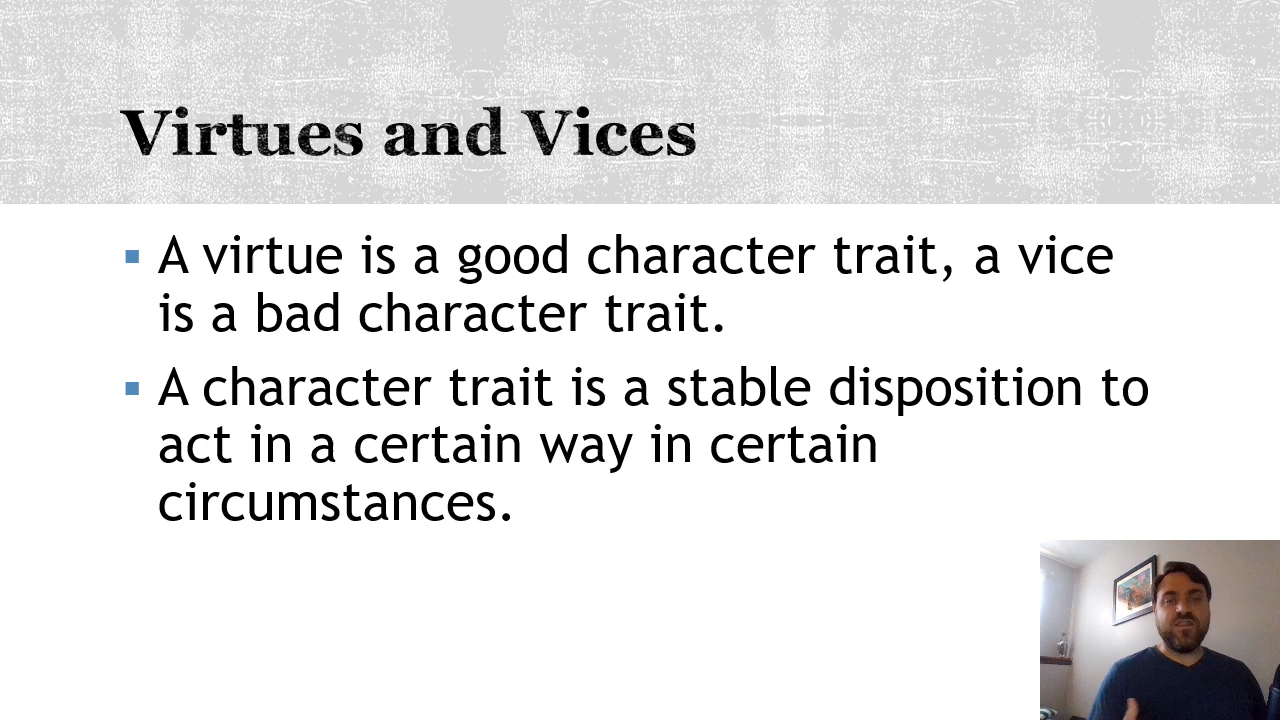 Virtues and Vices
A virtue is a good character trait, a vice
is a bad character trait.
A character trait is a stable disposition to
act in a certain way in certain
circumstances.